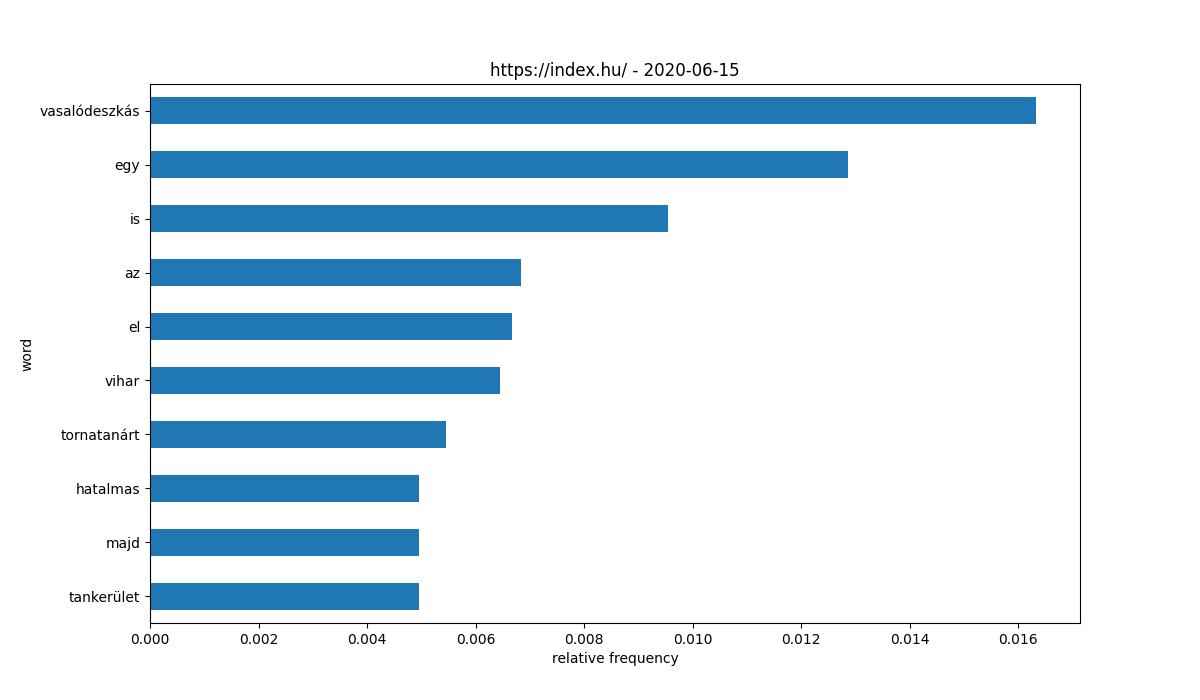 https://index.hu/ - 2020-06-15
vasalódeszkás
egy
is
az
el
vihar
tornatanárt
hatalmas
majd
tankerület
word
0.000 0.002 0.004 0.006 0.008 0.010 0.012 0.014 0.016
relative frequency